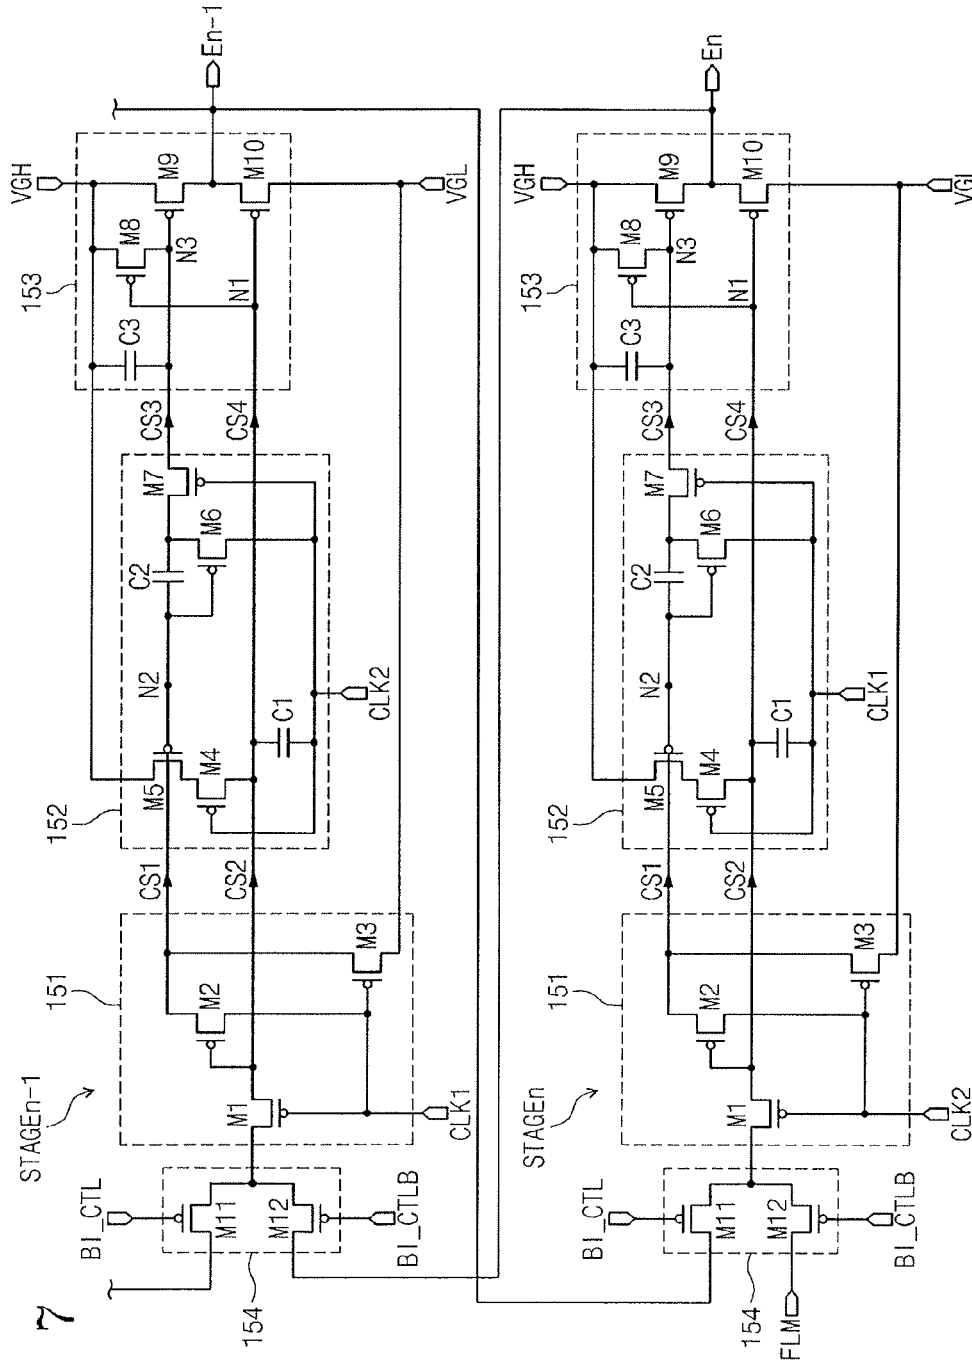 7
STAGEn-1
BI_CTL
M11
M12
BI_CTLB
154
151
M1
M2
M3
CLK1
CS1
CS2
152
M5
M4
N2
C1
C2
M6
M7
CLK2
CS3
CS4
153
C3
M8
N3
N1
M9
M10
VGH
VGL
En-1
STAGEn
BI_CTL
M11
M12
BI_CTLB
FLM
154
151
M1
M2
M3
CLK2
CS1
CS2
152
M5
M4
N2
C1
C2
M6
M7
CLK1
CS3
CS4
153
C3
M8
N3
N1
M9
M10
VGH
VGL
En